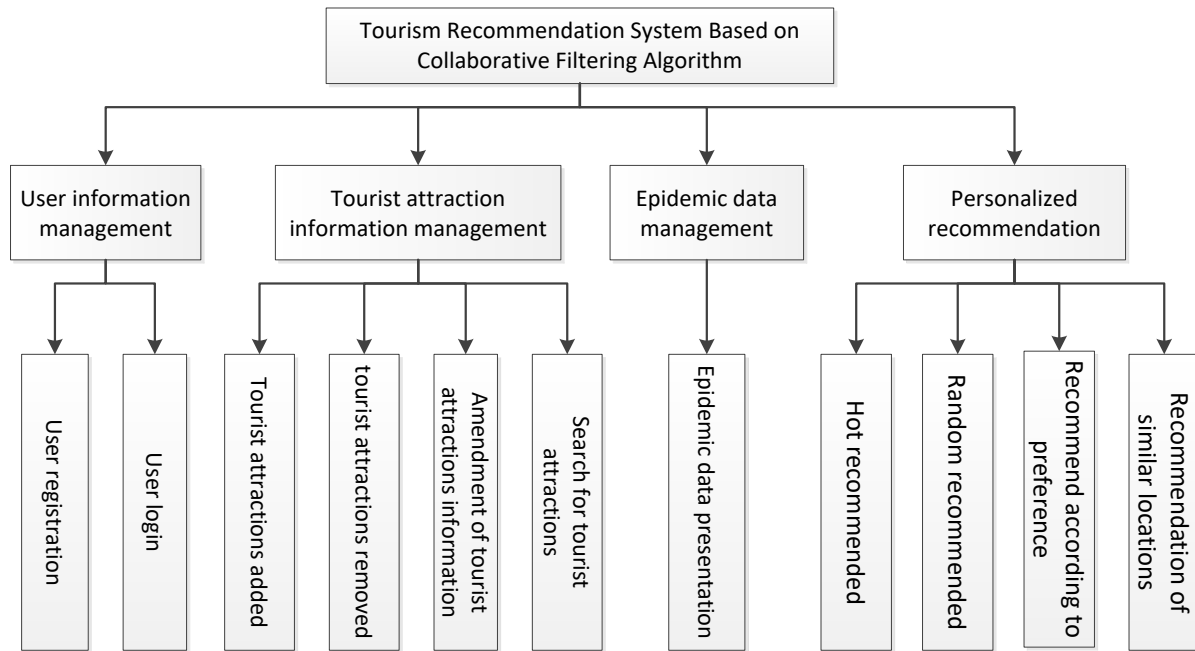 Tourism Recommendation System Based on
Collaborative Filtering Algorithm
User information
management
Tourist attraction
information management
Epidemic data
management
Personalized
recommendation
User registration
User login
Tourist attractions added
tourist attractions removed
Amendment of tourist
attractions information
Search for tourist
attractions
Epidemic data presentation
Hot recommended
Random recommended
Recommend according to
preference
Recommendation of
similar locations